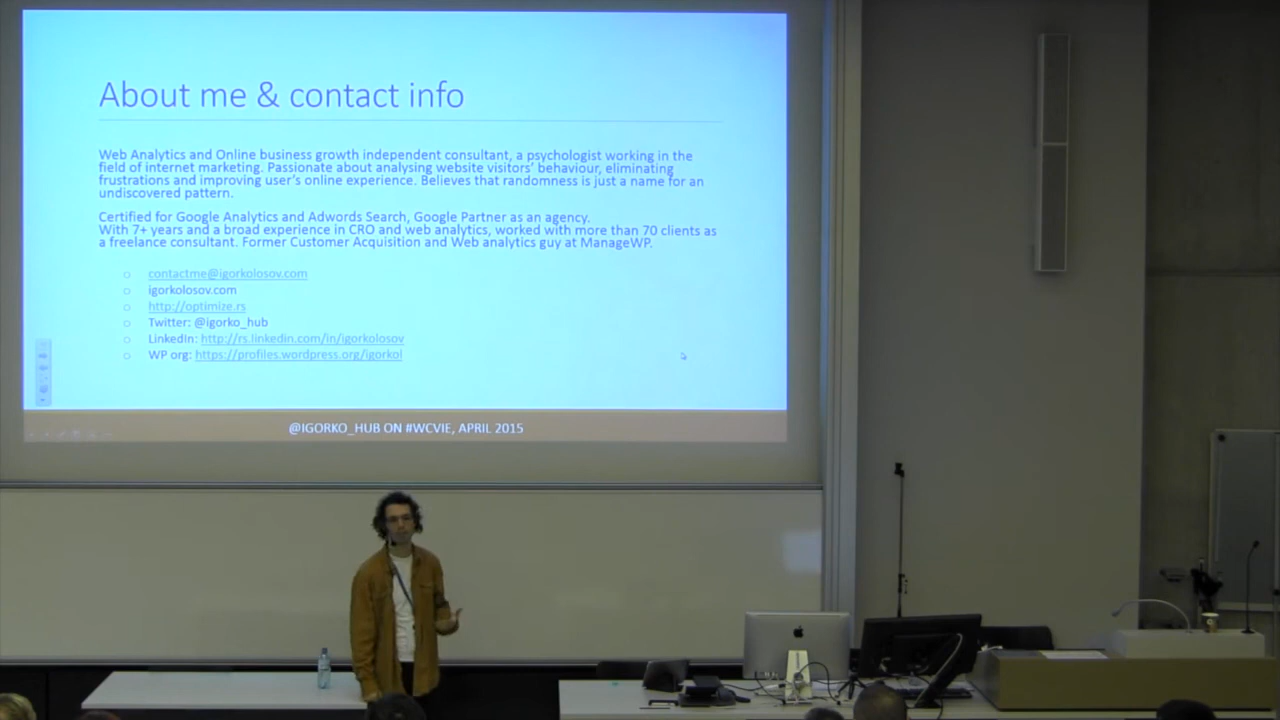 About me & contact info
Web Analytics and Online business growth independent consultant, a psychologist working in the
field of internet marketing. Passionate about analysing website visitors' behaviour, eliminating
frustrations and improving user's online experience. Believes that randomness is just a name for an
undiscovered pattern.
Certified for Google Analytics and Adwords Search, Google Partner as an agency.
With 7+ years and a broad experience in CRO and web analytics, worked with more than 70 clients as
a freelance consultant. Former Customer Acquisition and Web analytics guy at ManageWP.
contactme@igorkolosov.com
igorkolosov.com
http://optimize.rs
Twitter: @igorko_hub
LinkedIn: http://rs.linkedin.com/in/igorkolosov
WP org: https://profiles.wordpress.org/igorkol
@IGORKO_HUB ON #WCVIE, APRIL 2015